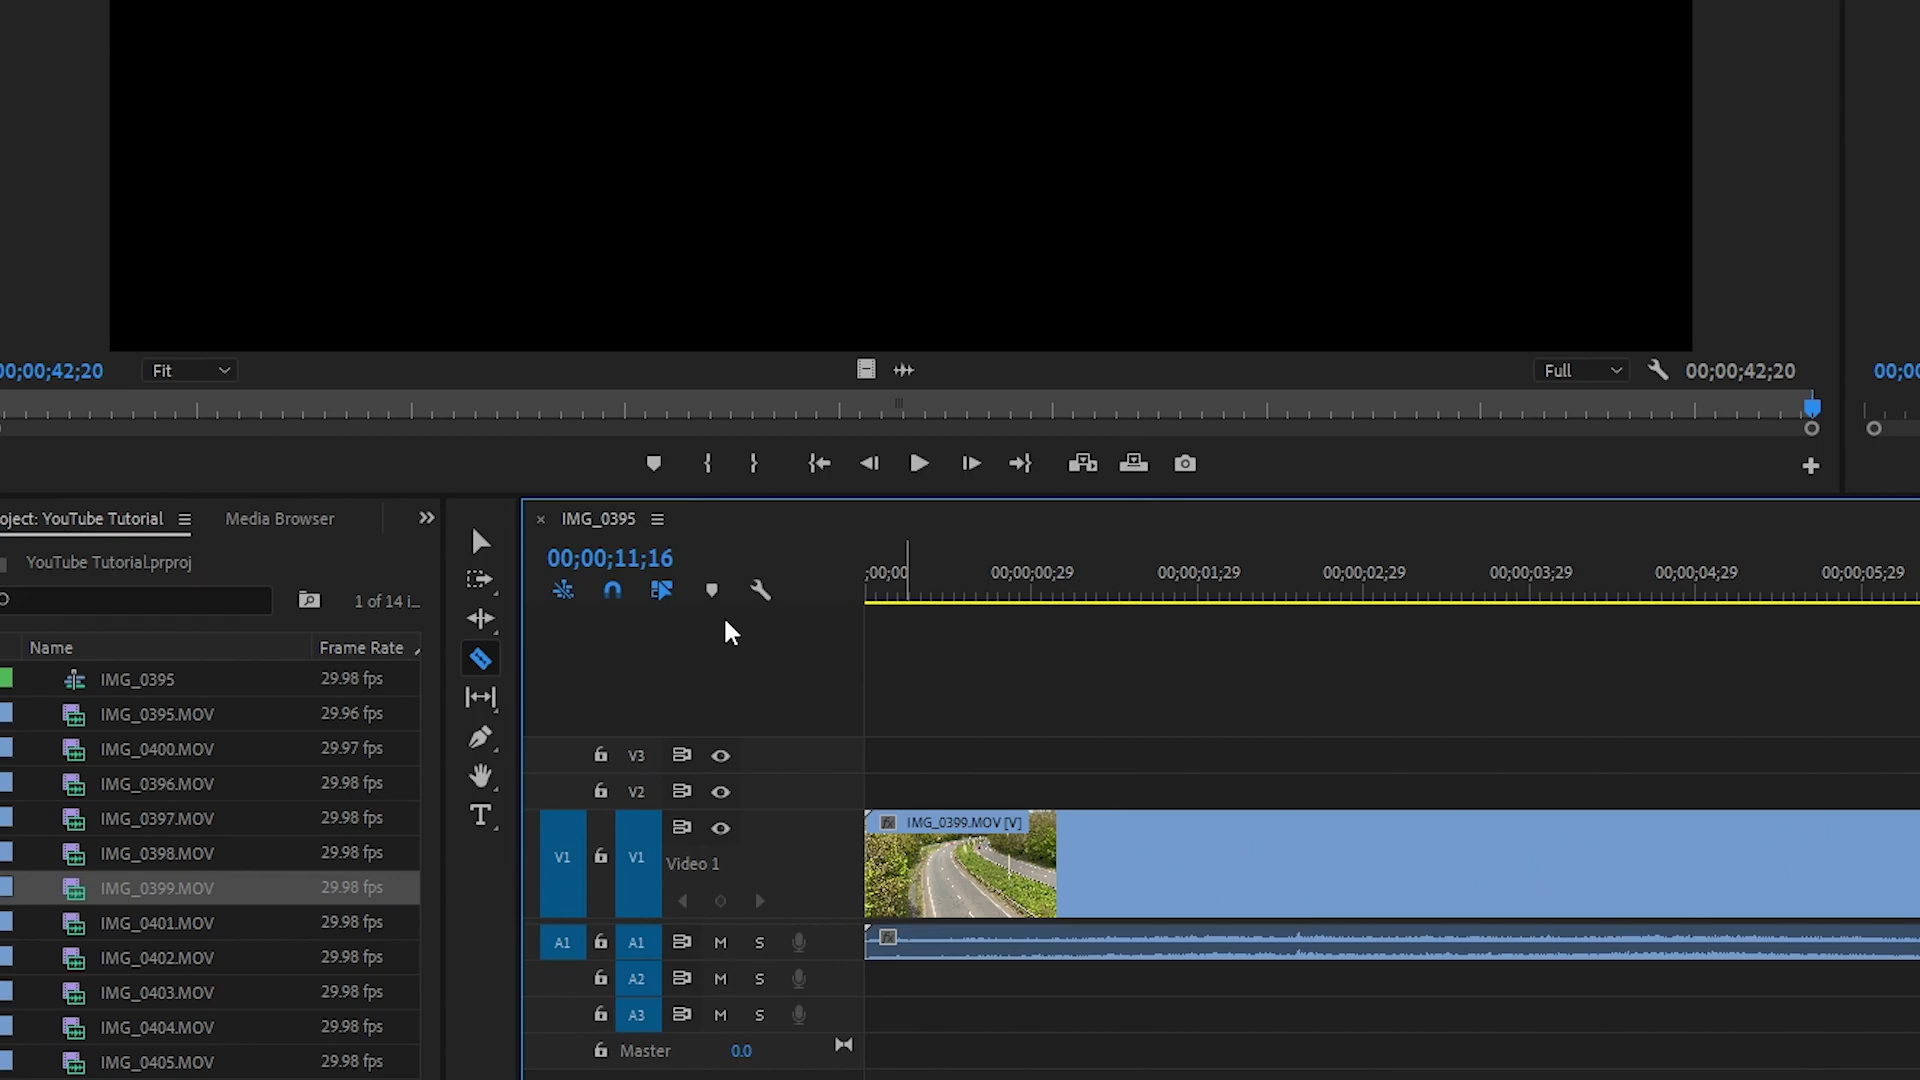 00;00;42;20 Fit Full 00;00;42;20 00;00
oject: YouTube Tutorial Media Browser
YouTube Tutorial.prproj
1 of 14 i...
Name Frame Rate
IMG_0395 29.98 fps
IMG_0395.MOV 29.96 fps
IMG_0400.MOV 29.97 fps
IMG_0396.MOV 29.98 fps
IMG_0397.MOV 29.98 fps
IMG_0398.MOV 29.98 fps
IMG_0399.MOV 29.98 fps
IMG_0401.MOV 29.98 fps
IMG_0402.MOV 29.98 fps
IMG_0403.MOV 29.98 fps
IMG_0404.MOV 29.98 fps
IMG_0405.MOV 29.98 fps
T
× IMG_0395
00;00;11;16
;00;00 00;00;00;29 00;00;01;29 00;00;02;29 00;00;03;29 00;00;04;29 00;00;05;29
V3
V2
V1 V1
Video 1
fx IMG_0399.MOV [V]
A1 A1 M S
fx
A2 M S
A3 M S
Master 0.0